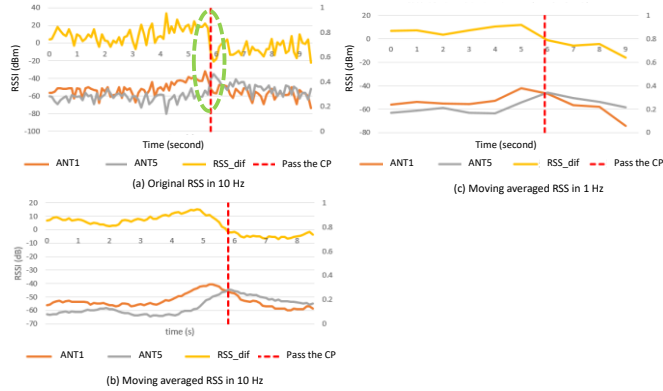 40
20
0
-20
-40
-60
-80
-100
1
0.8
0.6
0.4
0.2
0
0 1 2 3 4 5 6 7 8 9
RSSI (dBm)
Time (second)
ANT1 ANT5 RSS_dif Pass the CP
(a) Original RSS in 10 Hz
40
20
0
-20
-40
-60
-80
1
0.8
0.6
0.4
0.2
0
0 1 2 3 4 5 6 7 8 9
RSSI (dBm)
Time (second)
ANT1 ANT5 RSS_dif Pass the CP
(c) Moving averaged RSS in 1 Hz
20
10
0
-10
-20
-30
-40
-50
-60
-70
1
0.8
0.6
0.4
0.2
0
0 1 2 3 4 5 6 7 8
RSSI (dB)
time (s)
ANT1 ANT5 RSS_dif Pass the CP
(b) Moving averaged RSS in 10 Hz